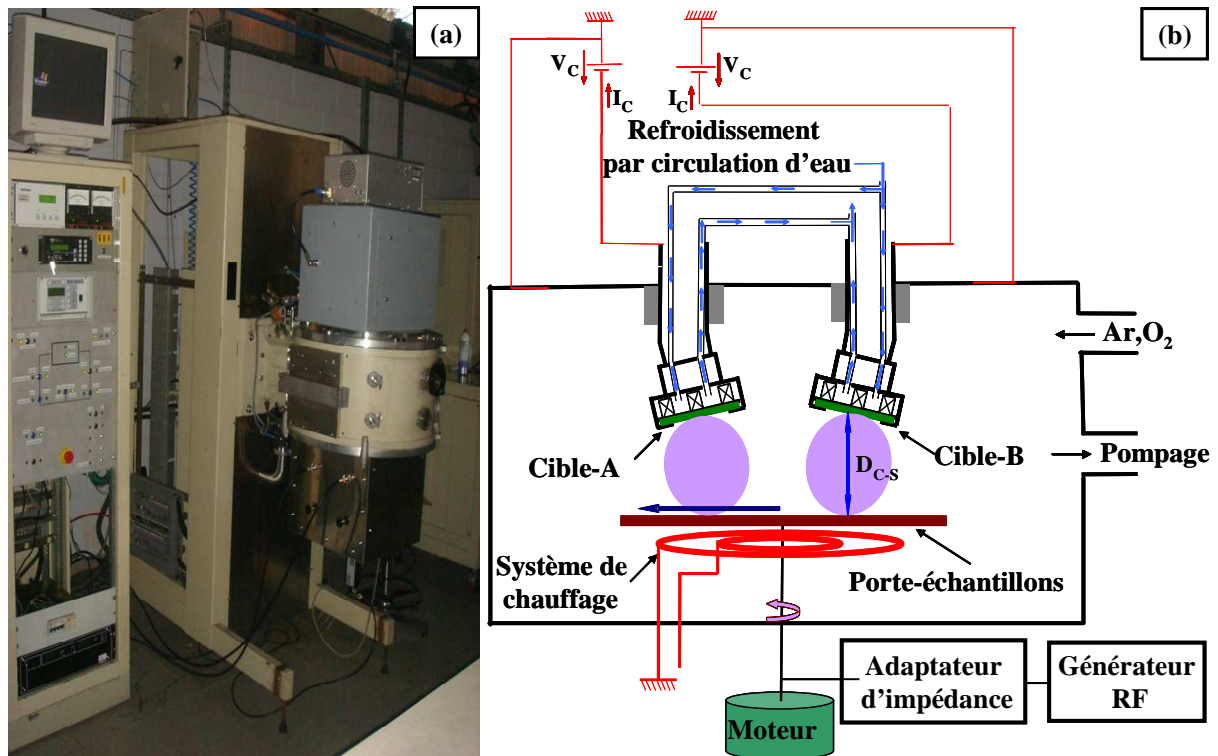 (a)
(b)
V_C
V_C
I_C
I_C
Refroidissement
par circulation d'eau
Ar,O₂
Cible-A
Cible-B
Pompage
D_C-S
Système de
chauffage
Porte-échantillons
Adaptateur
d'impédance
Générateur
RF
Moteur